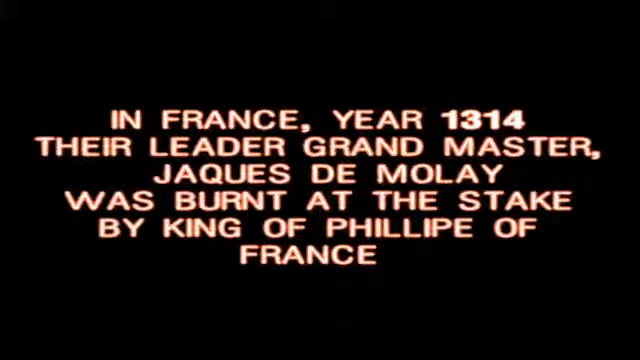 IN FRANCE, YEAR 1314
THEIR LEADER GRAND MASTER,
JAQUES DE MOLAY
WAS BURNT AT THE STAKE
BY KING OF PHILLIPE OF
FRANCE